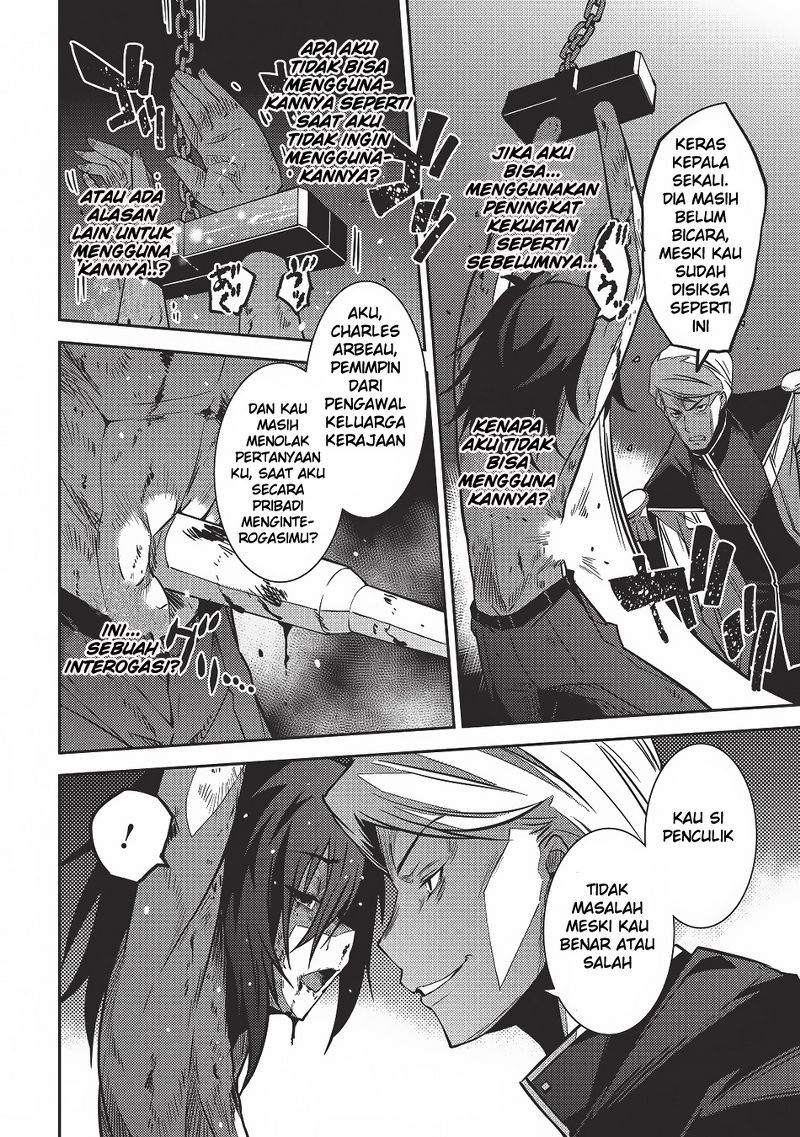 KERAS
KEPALA
SEKALI.
DIA MASIH
BELUM
BICARA,
MESKI KAU
SUDAH
DISIKSA
SEPERTI
INI
JIKA AKU
BISA...
MENGGUNAKAN
PENINGKAT
KEKUATAN
SEPERTI
SEBELUMNYA...
KENAPA
AKU TIDAK
BISA
MENGGUNA
KANNYA?
APA AKU
TIDAK BISA
MENGGUNA-
KANNYA SEPERTI
SAAT AKU
TIDAK INGIN
MENGGUNA-
KANNYA?
ATAU ADA
ALASAN
LAIN UNTUK
MENGGUNA
KANNYA..?
AKU,
CHARLES
ARBEAU,
PEMIMPIN
DARI
PENGAWAL
KELUARGA
KERAJAAN
DAN KAU
MASIH
MENOLAK
PERTANYAAN
KU, SAAT AKU
SECARA
PRIBADI
MENGINTE-
ROGASIMU?
INI...
SEBUAH
INTEROGASI?
KAU SI
PENCULIK
TIDAK
MASALAH
MESKI KAU
BENAR ATAU
SALAH
!